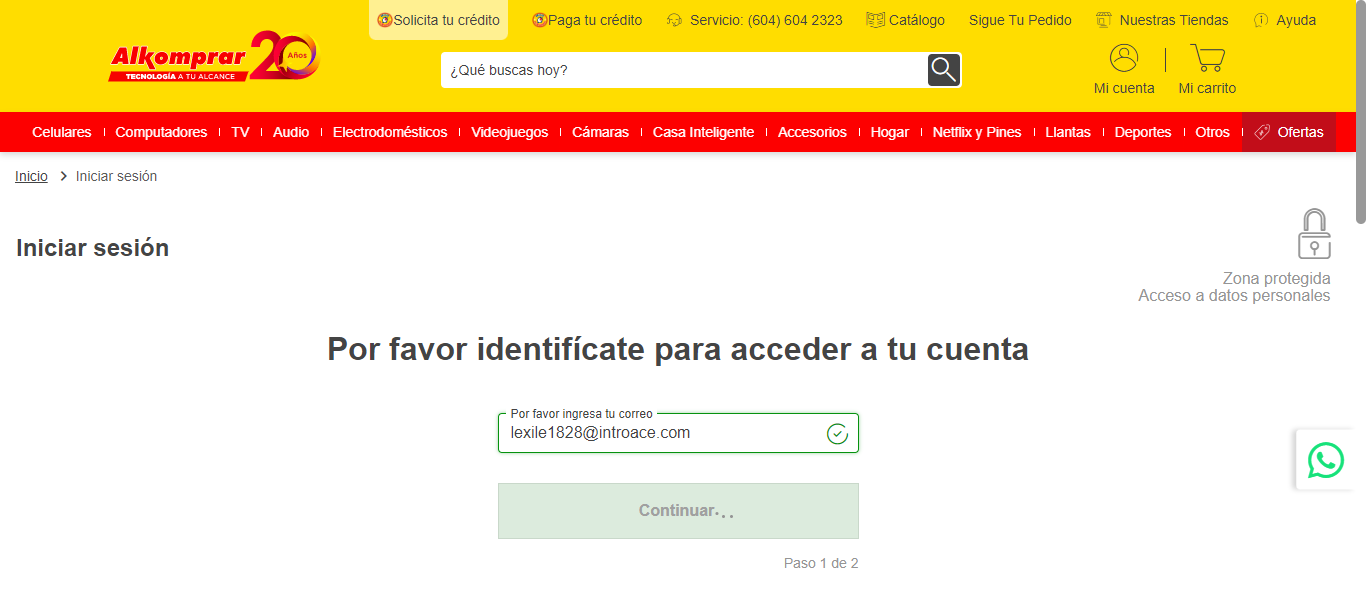 Solicita tu crédito Paga tu crédito Servicio: (604) 604 2323 Catálogo Sigue Tu Pedido Nuestras Tiendas Ayuda
Alkomprar 20 Años
TECNOLOGÍA A TU ALCANCE
¿Qué buscas hoy?
Mi cuenta Mi carrito
Celulares Computadores TV Audio Electrodomésticos Videojuegos Cámaras Casa Inteligente Accesorios Hogar Netflix y Pines Llantas Deportes Otros Ofertas
Inicio Iniciar sesión
Iniciar sesión
Zona protegida
Acceso a datos personales
Por favor identifícate para acceder a tu cuenta
Por favor ingresa tu correo
lexile1828@introace.com
Continuar...
Paso 1 de 2